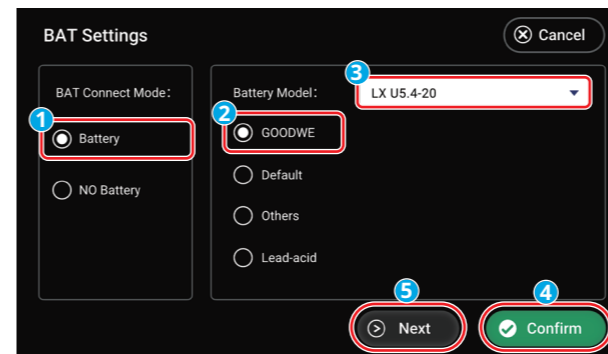 BAT Settings
Cancel
BAT Connect Mode:
1
Battery
NO Battery
Battery Model:
3
LX U5.4-20
2
GOODWE
Default
Others
Lead-acid
5
Next
4
Confirm